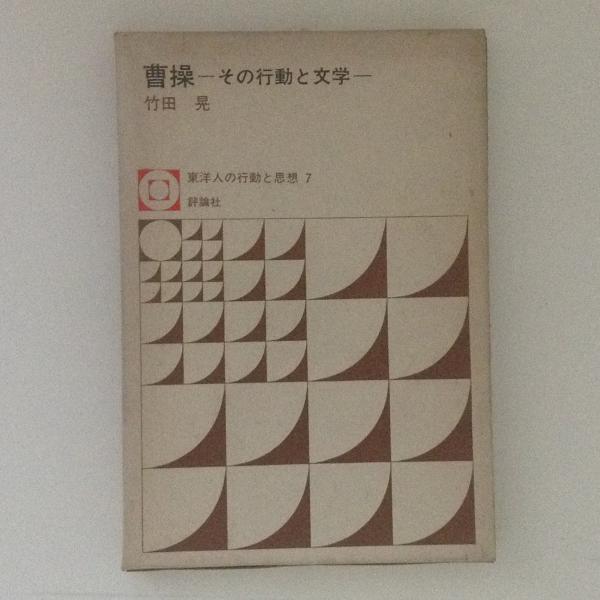 曹操—その行動と文学—
竹田 晃
東洋人の行動と思想 7
評論社